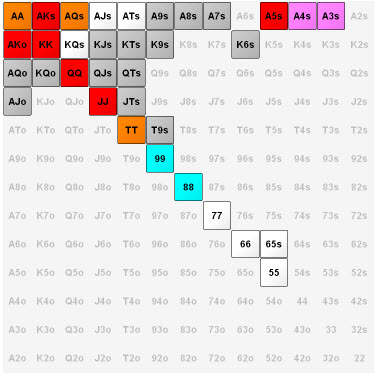 AA AKs AQs AJs ATs A9s A8s A7s A6s A5s A4s A3s A2s
AKo KK KQs KJs KTs K9s K8s K7s K6s K5s K4s K3s K2s
AQo KQo QQ QJs QTs Q9s Q8s Q7s Q6s Q5s Q4s Q3s Q2s
AJo KJo QJo JJ JTs J9s J8s J7s J6s J5s J4s J3s J2s
ATo KTo QTo JTo TT T9s T8s T7s T6s T5s T4s T3s T2s
A9o K9o Q9o J9o T9o 99 98s 97s 96s 95s 94s 93s 92s
A8o K8o Q8o J8o T8o 98o 88 87s 86s 85s 84s 83s 82s
A7o K7o Q7o J7o T7o 97o 87o 77 76s 75s 74s 73s 72s
A6o K6o Q6o J6o T6o 96o 86o 76o 66 65s 64s 63s 62s
A5o K5o Q5o J5o T5o 95o 85o 75o 65o 55 54s 53s 52s
A4o K4o Q4o J4o T4o 94o 84o 74o 64o 54o 44 43s 42s
A3o K3o Q3o J3o T3o 93o 83o 73o 63o 53o 43o 33 32s
A2o K2o Q2o J2o T2o 92o 82o 72o 62o 52o 42o 32o 22